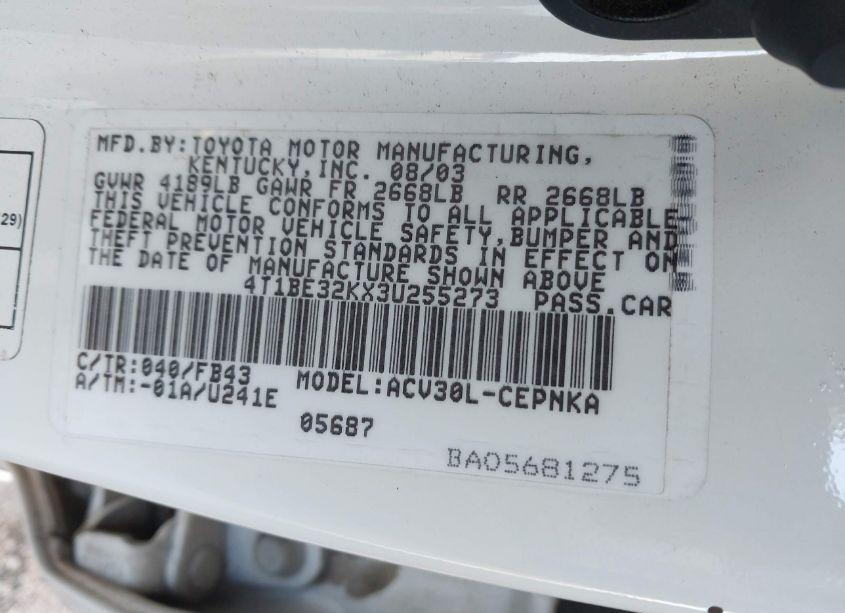 MFD.BY:TOYOTA MOTOR MANUFACTURING,
KENTUCKY,INC. 08/03
GVWR 4189LB GAWR FR 2668LB RR 2668LB
THIS VEHICLE CONFORMS TO ALL APPLICABLE
FEDERAL MOTOR VEHICLE SAFETY,BUMPER AND
THEFT PREVENTION STANDARDS IN EFFECT ON
THE DATE OF MANUFACTURE SHOWN ABOVE
4T1BE32KX3U255273 PASS.CAR
C/TR:040/FB43
A/TM:-01A/U241E MODEL:ACV30L-CEPNKA
05687
BA05681275
29)